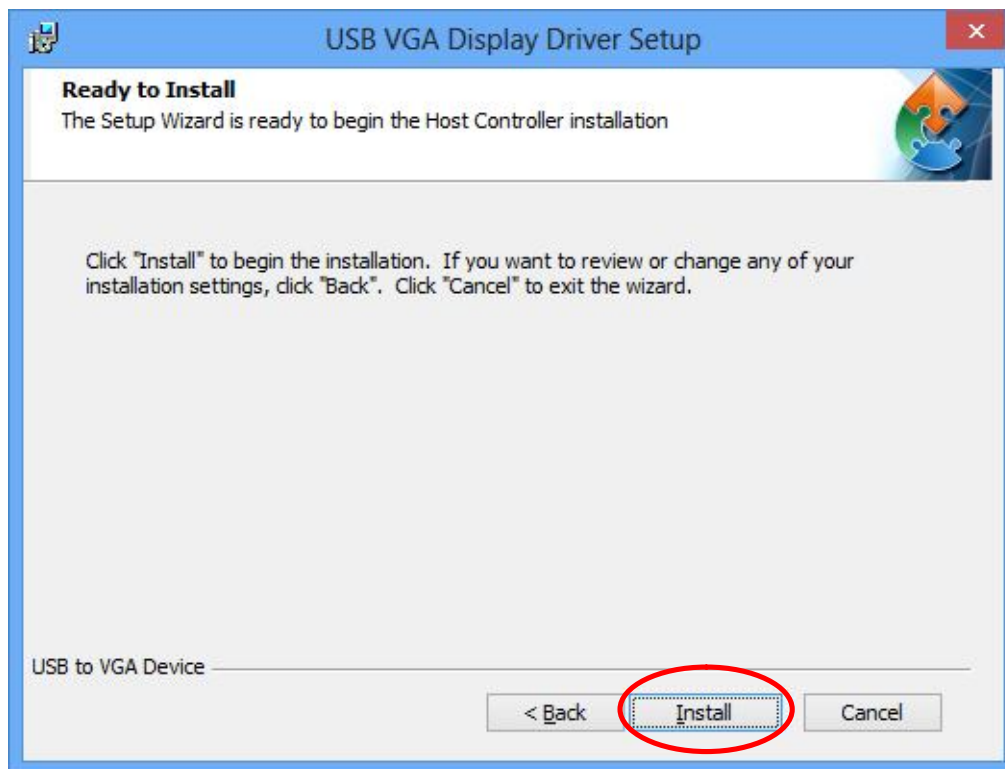 USB VGA Display Driver Setup
Ready to Install
The Setup Wizard is ready to begin the Host Controller installation
Click "Install" to begin the installation.  If you want to review or change any of your
installation settings, click "Back".  Click "Cancel" to exit the wizard.
USB to VGA Device
< Back Install Cancel